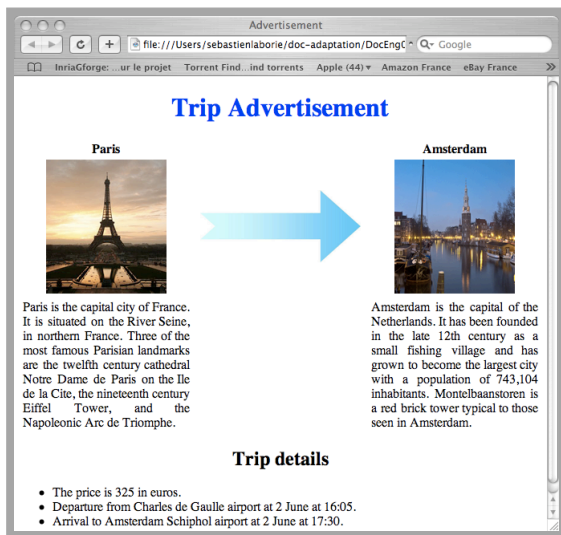 Advertisement
file:///Users/sebastienlaborie/doc-adaptation/DocEng
Google
InriaGforge: ...ur le projet Torrent Find...ind torrents Apple (44) Amazon France eBay France
Trip Advertisement
Paris
Amsterdam
Paris is the capital city of France.
It is situated on the River Seine,
in northern France. Three of the
most famous Parisian landmarks
are the twelfth century cathedral
Notre Dame de Paris on the Ile
de la Cite, the nineteenth century
Eiffel Tower, and the
Napoleonic Arc de Triomphe.
Amsterdam is the capital of the
Netherlands. It has been founded
in the late 12th century as a
small fishing village and has
grown to become the largest city
with a population of 743,104
inhabitants. Montelbaanstoren is
a red brick tower typical to those
seen in Amsterdam.
Trip details
• The price is 325 in euros.
• Departure from Charles de Gaulle airport at 2 June at 16:05.
• Arrival to Amsterdam Schiphol airport at 2 June at 17:30.